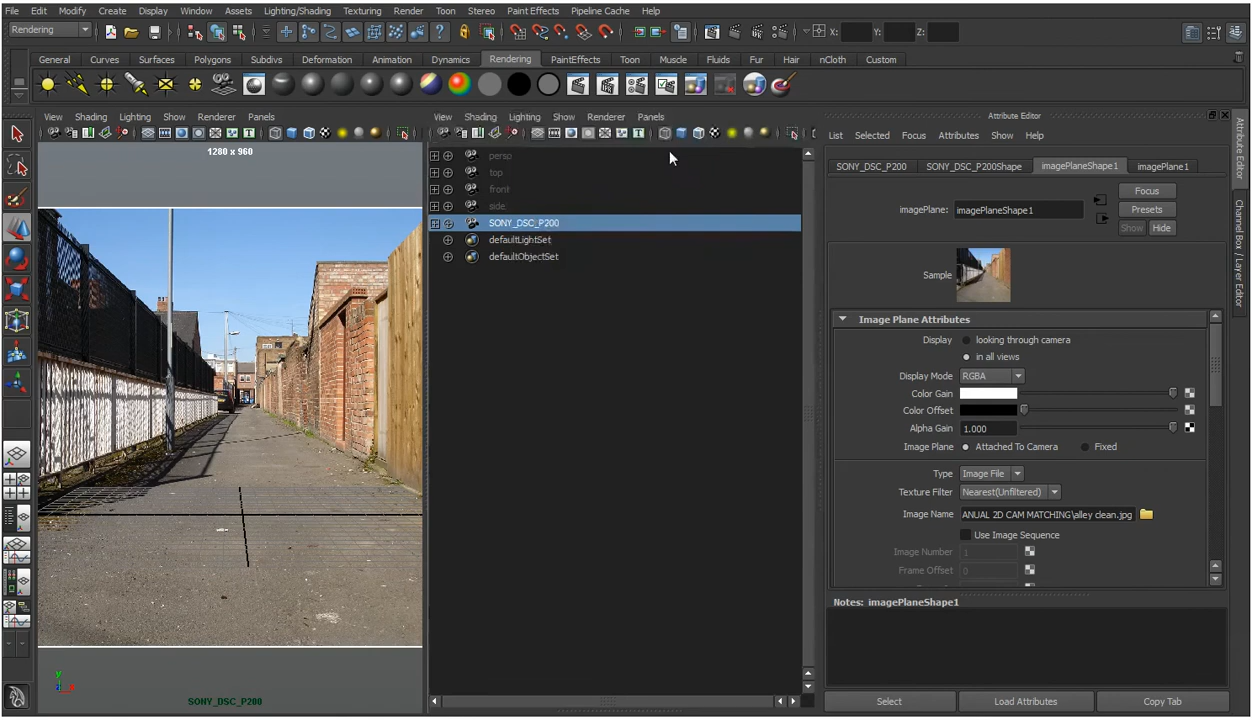 File Edit Modify Create Display Window Assets Lighting/Shading Texturing Render Toon Stereo Paint Effects Pipeline Cache Help
Rendering X: Y: Z:
General Curves Surfaces Polygons Subdivs Deformation Animation Dynamics Rendering PaintEffects Toon Muscle Fluids Fur Hair nCloth Custom
View Shading Lighting Show Renderer Panels
1280 x 960
SONY_DSC_P200
y
x
View Shading Lighting Show Renderer Panels
persp
top
front
side
SONY_DSC_P200
defaultLightSet
defaultObjectSet
Attribute Editor
List Selected Focus Attributes Show Help
SONY_DSC_P200 SONY_DSC_P200Shape imagePlaneShape1 imagePlane1
imagePlane: imagePlaneShape1
Focus
Presets
Show Hide
Sample
Image Plane Attributes
Display looking through camera
in all views
Display Mode RGBA
Color Gain
Color Offset
Alpha Gain 1.000
Image Plane Attached To Camera Fixed
Type Image File
Texture Filter Nearest(Unfiltered)
Image Name ANUAL 2D CAM MATCHING\alley clean.jpg
Use Image Sequence
Image Number 1
Frame Offset 0
Notes: imagePlaneShape1
Select Load Attributes Copy Tab
Attribute Editor
Channel Box / Layer Editor